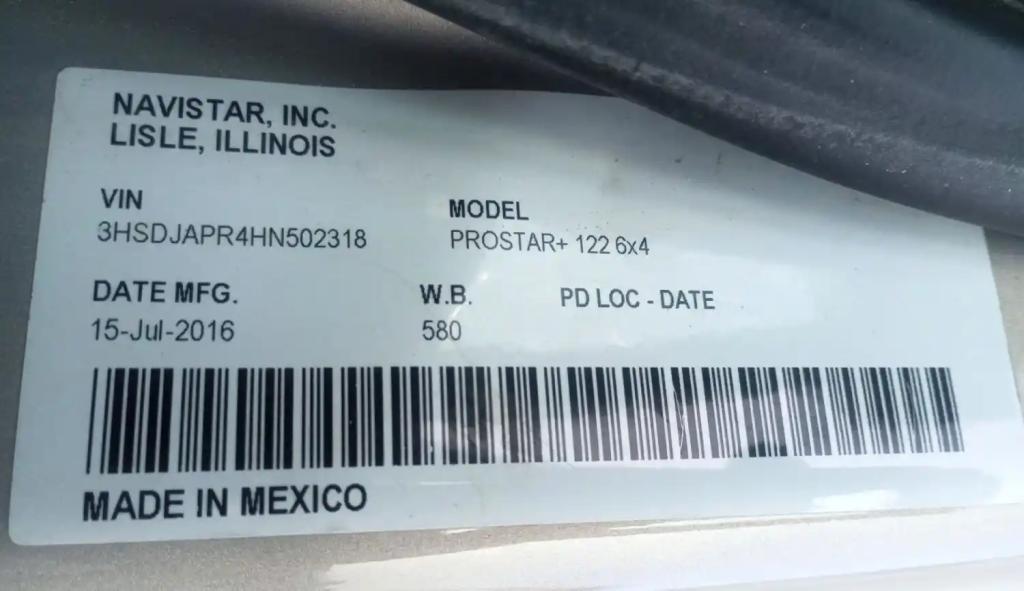 NAVISTAR, INC.
LISLE, ILLINOIS
VIN
3HSDJAPR4HN502318
MODEL
PROSTAR+ 122 6x4
DATE MFG.
15-Jul-2016
W.B.
580
PD LOC - DATE
MADE IN MEXICO